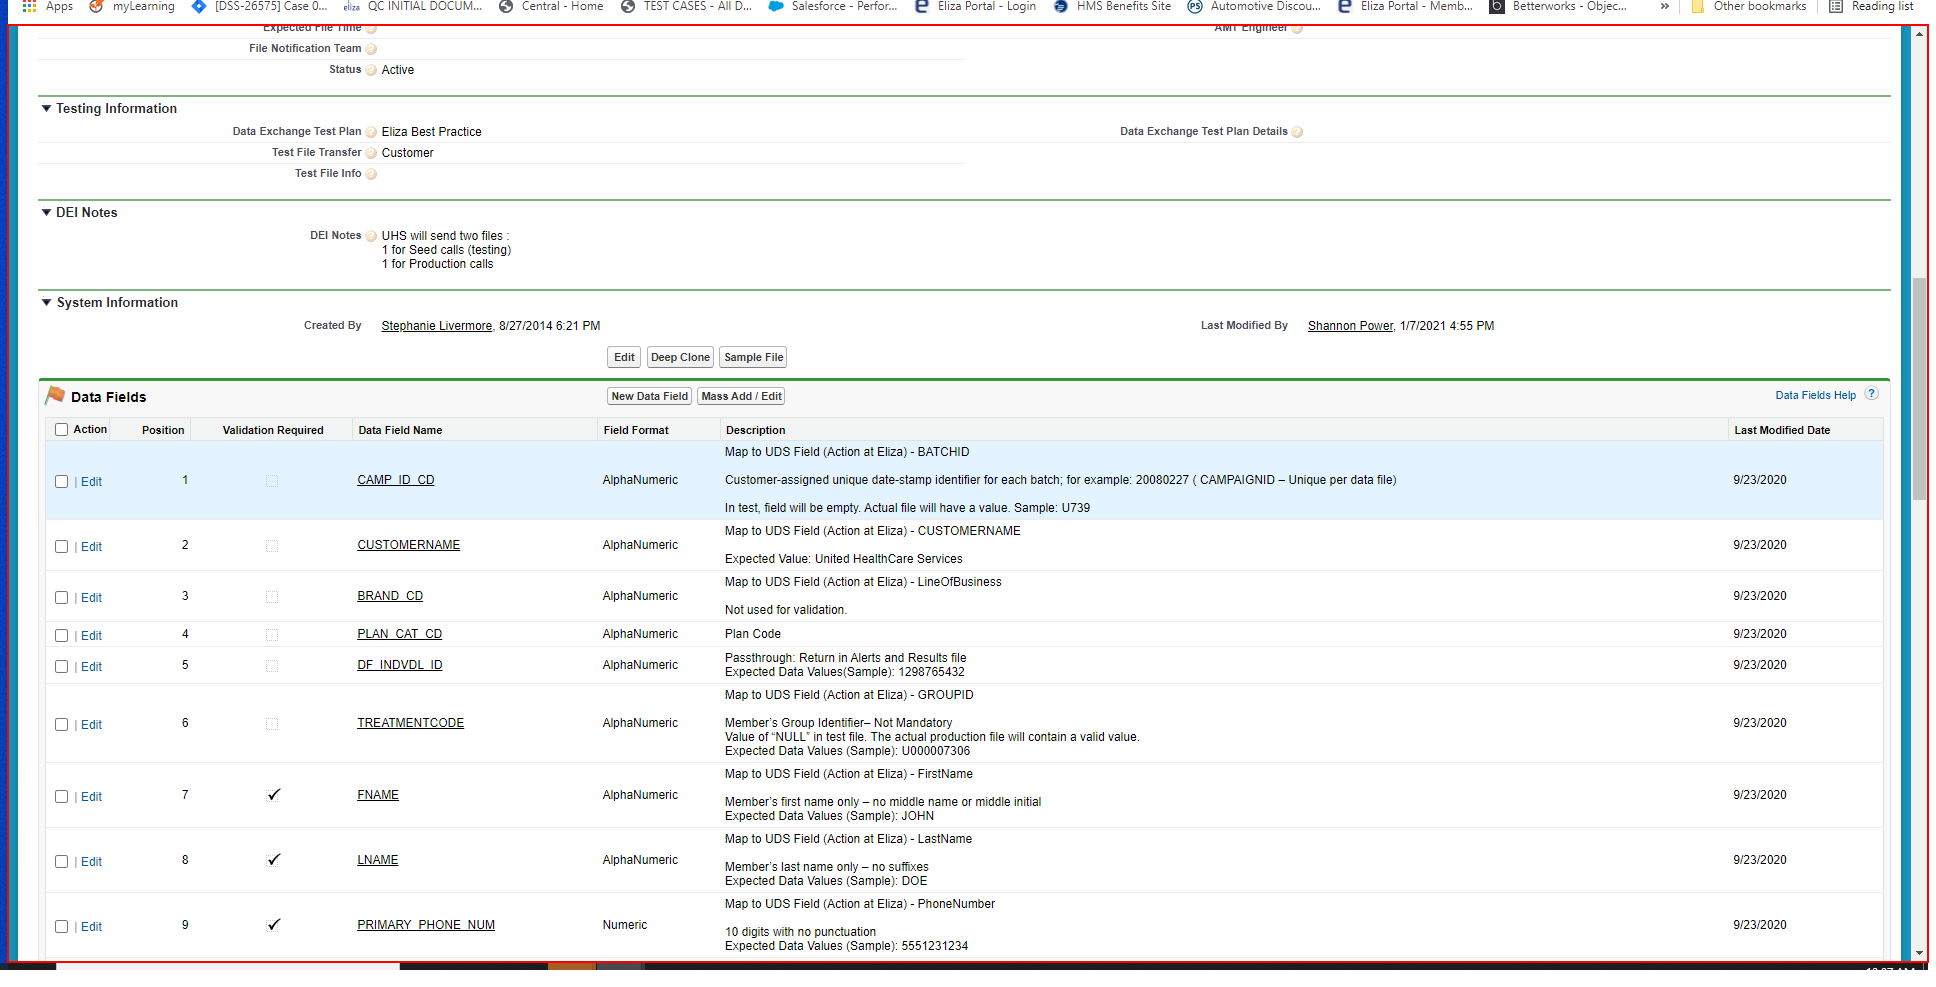 Apps myLearning [DSS-26575] Case 0... eliza QC INITIAL DOCUM... Central - Home TEST CASES - All D... Salesforce - Perfor... Eliza Portal - Login HMS Benefits Site PS Automotive Discou... Eliza Portal - Memb... b Betterworks - Objec... » Other bookmarks Reading list
Expected File Time AMT Engineer
File Notification Team
Status Active
Testing Information
Data Exchange Test Plan Eliza Best Practice Data Exchange Test Plan Details
Test File Transfer Customer
Test File Info
DEI Notes
DEI Notes UHS will send two files :
1 for Seed calls (testing)
1 for Production calls
System Information
Created By Stephanie Livermore, 8/27/2014 6:21 PM Last Modified By Shannon Power, 1/7/2021 4:55 PM
Edit Deep Clone Sample File
Data Fields New Data Field Mass Add / Edit Data Fields Help ?
Action Position Validation Required Data Field Name Field Format Description Last Modified Date
Map to UDS Field (Action at Eliza) - BATCHID
| Edit 1 CAMP_ID_CD AlphaNumeric Customer-assigned unique date-stamp identifier for each batch; for example: 20080227 ( CAMPAIGNID – Unique per data file) 9/23/2020
In test, field will be empty. Actual file will have a value. Sample: U739
Map to UDS Field (Action at Eliza) - CUSTOMERNAME
| Edit 2 CUSTOMERNAME AlphaNumeric 9/23/2020
Expected Value: United HealthCare Services
Map to UDS Field (Action at Eliza) - LineOfBusiness
| Edit 3 BRAND_CD AlphaNumeric 9/23/2020
Not used for validation.
| Edit 4 PLAN_CAT_CD AlphaNumeric Plan Code 9/23/2020
Passthrough: Return in Alerts and Results file
| Edit 5 DF_INDVDL_ID AlphaNumeric 9/23/2020
Expected Data Values(Sample): 1298765432
Map to UDS Field (Action at Eliza) - GROUPID
| Edit 6 TREATMENTCODE AlphaNumeric Member’s Group Identifier– Not Mandatory 9/23/2020
Value of “NULL” in test file. The actual production file will contain a valid value.
Expected Data Values (Sample): U000007306
Map to UDS Field (Action at Eliza) - FirstName
| Edit 7 FNAME AlphaNumeric 9/23/2020
Member’s first name only – no middle name or middle initial
Expected Data Values (Sample): JOHN
Map to UDS Field (Action at Eliza) - LastName
| Edit 8 LNAME AlphaNumeric 9/23/2020
Member’s last name only – no suffixes
Expected Data Values (Sample): DOE
Map to UDS Field (Action at Eliza) - PhoneNumber
| Edit 9 PRIMARY_PHONE_NUM Numeric 9/23/2020
10 digits with no punctuation
Expected Data Values (Sample): 5551231234